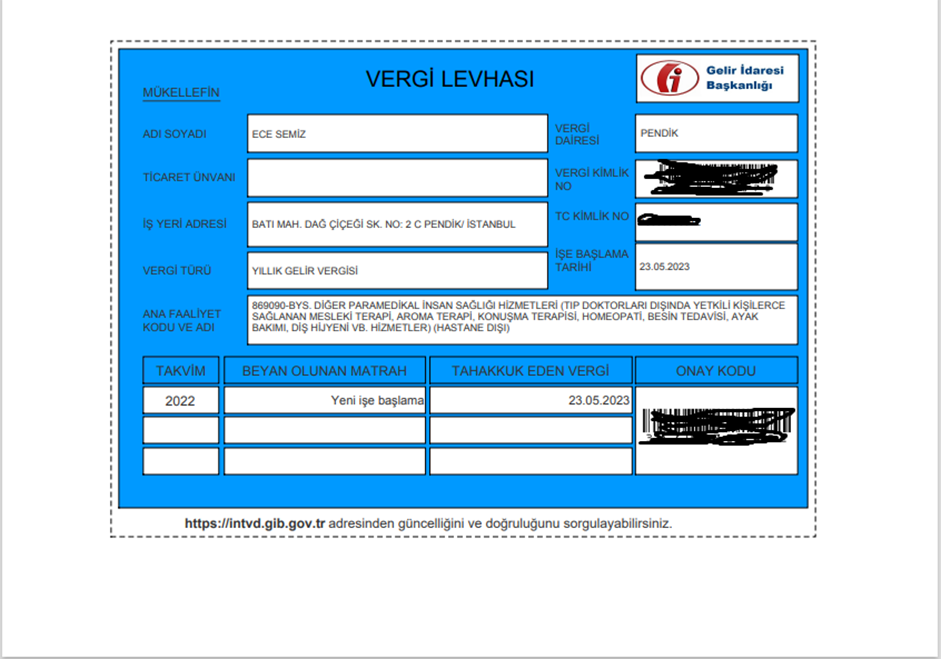 VERGİ LEVHASI
Gelir İdaresi
Başkanlığı
MÜKELLEFİN
ADI SOYADI
ECE SEMİZ
VERGİ
DAİRESİ
PENDİK
TİCARET ÜNVANI
VERGİ KİMLİK
NO
TC KİMLİK NO
İŞ YERİ ADRESİ
BATI MAH. DAĞ ÇİÇEĞİ SK. NO: 2 C PENDİK/ İSTANBUL
İŞE BAŞLAMA
TARİHİ
23.05.2023
VERGİ TÜRÜ
YILLIK GELİR VERGİSİ
ANA FAALİYET
KODU VE ADI
869090-BYS. DİĞER PARAMEDİKAL İNSAN SAĞLIĞI HİZMETLERİ (TIP DOKTORLARI DIŞINDA YETKİLİ KİŞİLERCE
SAĞLANAN MESLEKİ TERAPİ, AROMA TERAPİ, KONUŞMA TERAPİSİ, HOMEOPATİ, BESİN TEDAVİSİ, AYAK
BAKIMI, DİŞ HİJYENİ VB. HİZMETLER) (HASTANE DIŞI)
TAKVİM BEYAN OLUNAN MATRAH TAHAKKUK EDEN VERGİ ONAY KODU
2022 Yeni işe başlama 23.05.2023
https://intvd.gib.gov.tr adresinden güncelliğini ve doğruluğunu sorgulayabilirsiniz.